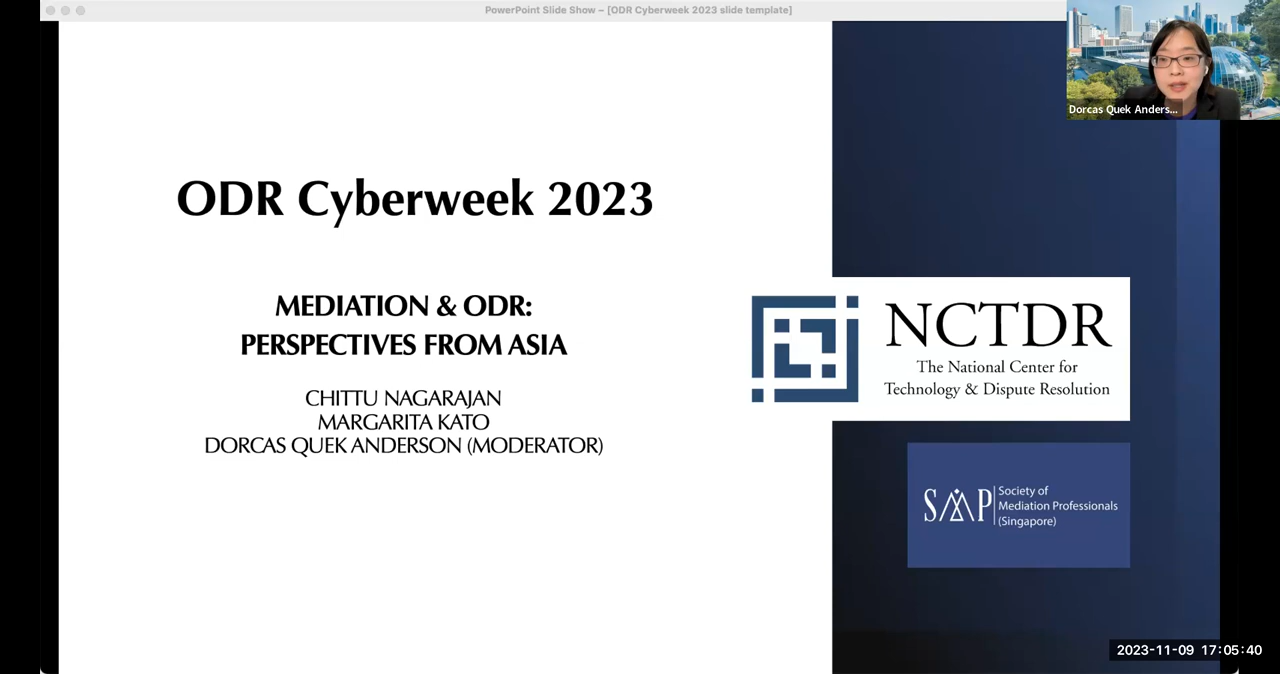 PowerPoint Slide Show – [ODR Cyberweek 2023 slide template]
Dorcas Quek Anders...
ODR Cyberweek 2023
MEDIATION & ODR:
PERSPECTIVES FROM ASIA
CHITTU NAGARAJAN
MARGARITA KATO
DORCAS QUEK ANDERSON (MODERATOR)
NCTDR
The National Center for
Technology & Dispute Resolution
SMP
Society of
Mediation Professionals
(Singapore)
2023-11-09 17:05:40